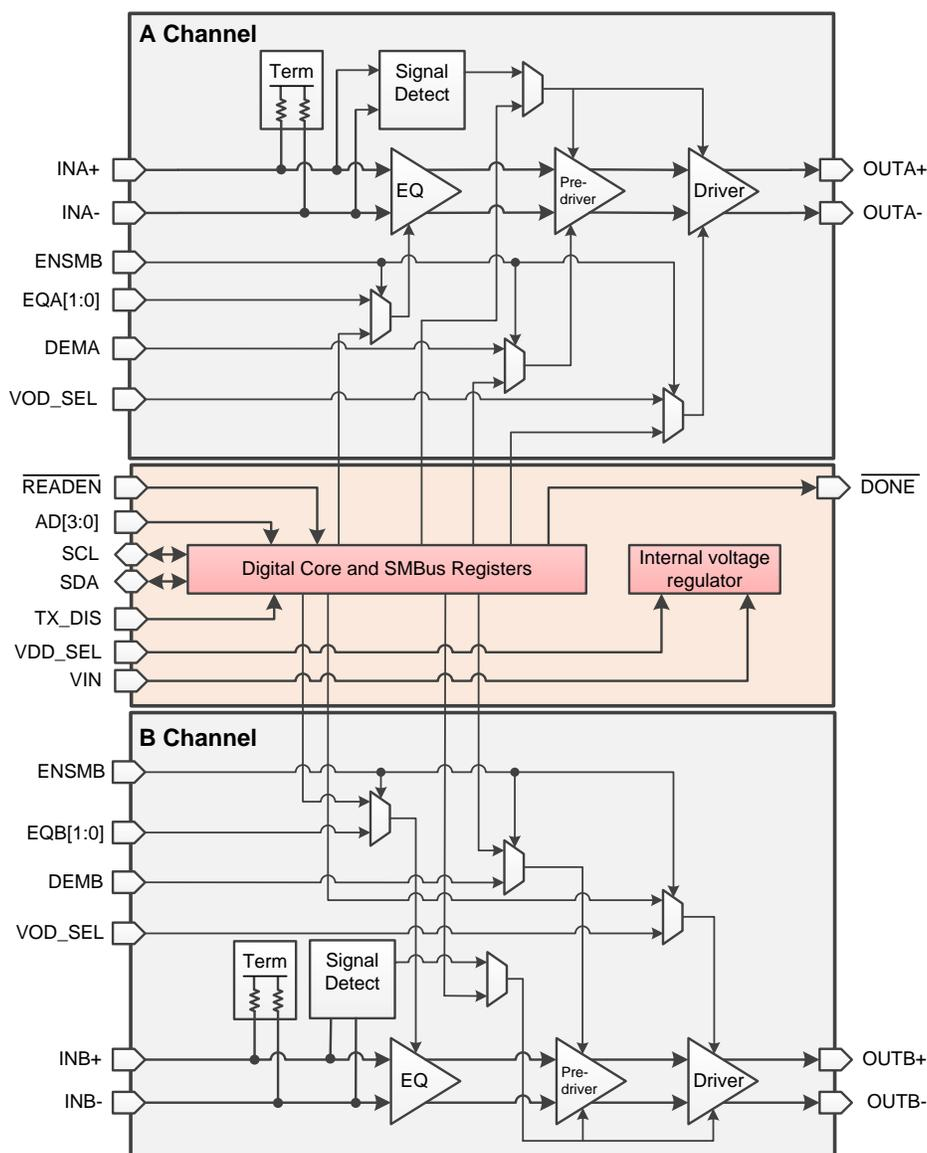 A Channel
Term
Signal
Detect
INA+
EQ
Pre-
driver
Driver
OUTA+
INA-
OUTA-
ENSMB
EQA[1:0]
DEMA
VOD_SEL
READEN
DONE
AD[3:0]
SCL
Digital Core and SMBus Registers
Internal voltage
regulator
SDA
TX_DIS
VDD_SEL
VIN
B Channel
ENSMB
EQB[1:0]
DEMB
VOD_SEL
Term
Signal
Detect
INB+
EQ
Pre-
driver
Driver
OUTB+
INB-
OUTB-